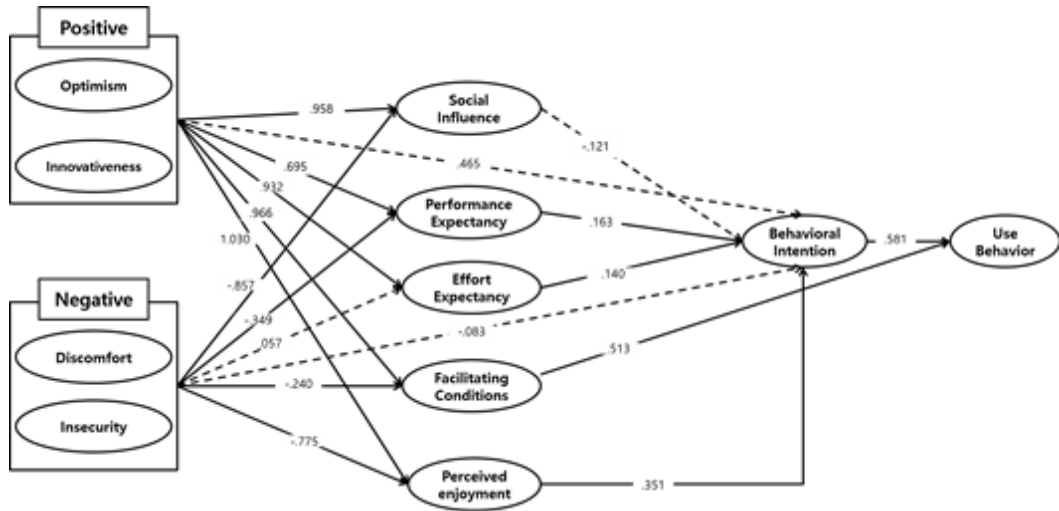 Positive
Optimism
Innovativeness
Negative
Discomfort
Insecurity
.958
.695
.932
.966
1.030
-.857
-.349
.057
-.240
-.775
Social
Influence
Performance
Expectancy
Effort
Expectancy
Facilitating
Conditions
Perceived
enjoyment
-.121
.465
.163
.140
-.083
.513
.351
Behavioral
Intention
.581
Use
Behavior